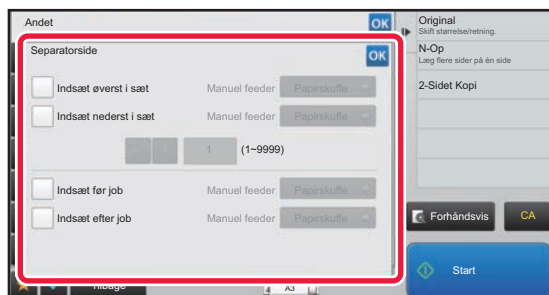 Andet
OK
Separatorside
OK
Indsæt øverst i sæt Manuel feeder Papirskuffe
Indsæt nederst i sæt Manuel feeder Papirskuffe
1 (1~9999)
Indsæt før job Manuel feeder Papirskuffe
Indsæt efter job Manuel feeder Papirskuffe
Tilbage
4 A3
Original
Skift størrelse/retning.
N-Op
Læg flere sider på én side
2-Sidet Kopi
Forhåndsvis
CA
Start